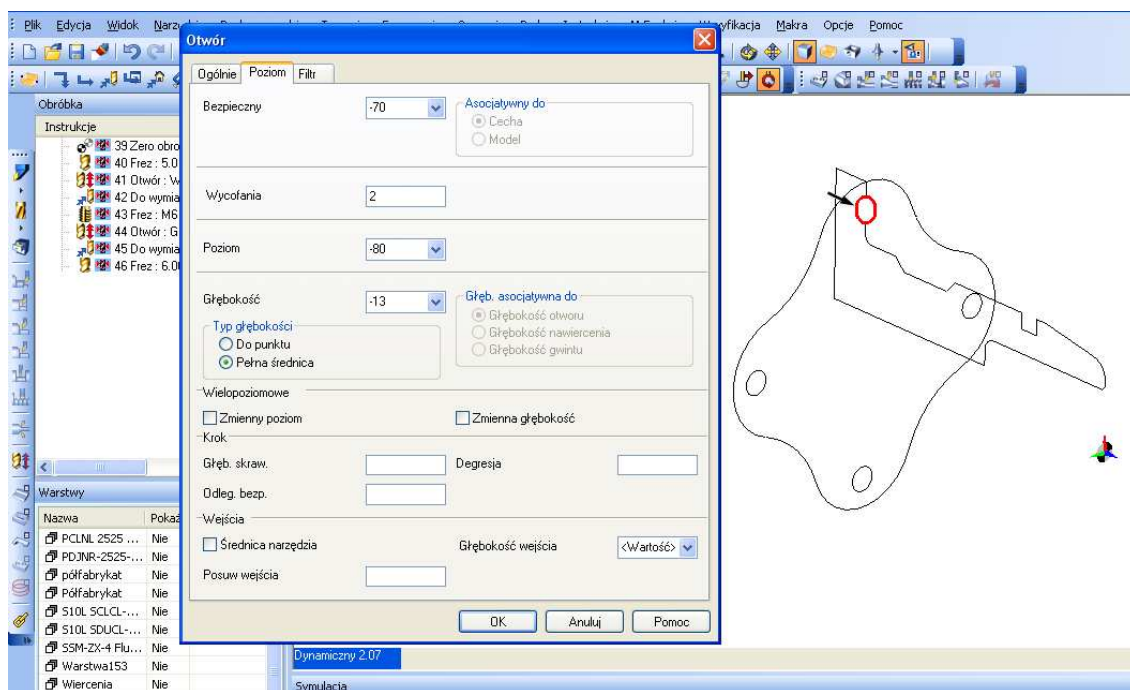 Plik Edycja Widok
Makra Opcje Pomoc
Otwór
Ogólnie Poziom Filtr
Obróbka
Instrukcje
39 Zero obro
40 Frez : 5.0
41 Otwór : W
42 Do wymia
43 Frez : M6
44 Otwór : G
45 Do wymia
46 Frez : 6.0
Bezpieczny -70
Asocjatywny do
Cecha
Model
Wycofania 2
Poziom -80
Głębokość -13
Głęb. asocjatywna do
Głębokość otworu
Głębokość nawiercenia
Głębokość gwintu
Typ głębokości
Do punktu
Pełna średnica
Wielopoziomowe
Zmienny poziom Zmienna głębokość
Krok
Głęb. skraw. Degresja
Odleg. bezp.
Wejścia
Średnica narzędzia Głębokość wejścia <Wartość>
Posuw wejścia
OK Anuluj Pomoc
Warstwy
Nazwa Pokaż
PCLNL 2525 ... Nie
PDJNR-2525-... Nie
półfabrykat Nie
Półfabrykat Nie
S10L SCLCL-... Nie
S10L SDUCL-... Nie
SSM-ZX-4 Flu... Nie
Warstwa153 Nie
Wiercenia Nie
Dynamiczny 2.07
Symulacja